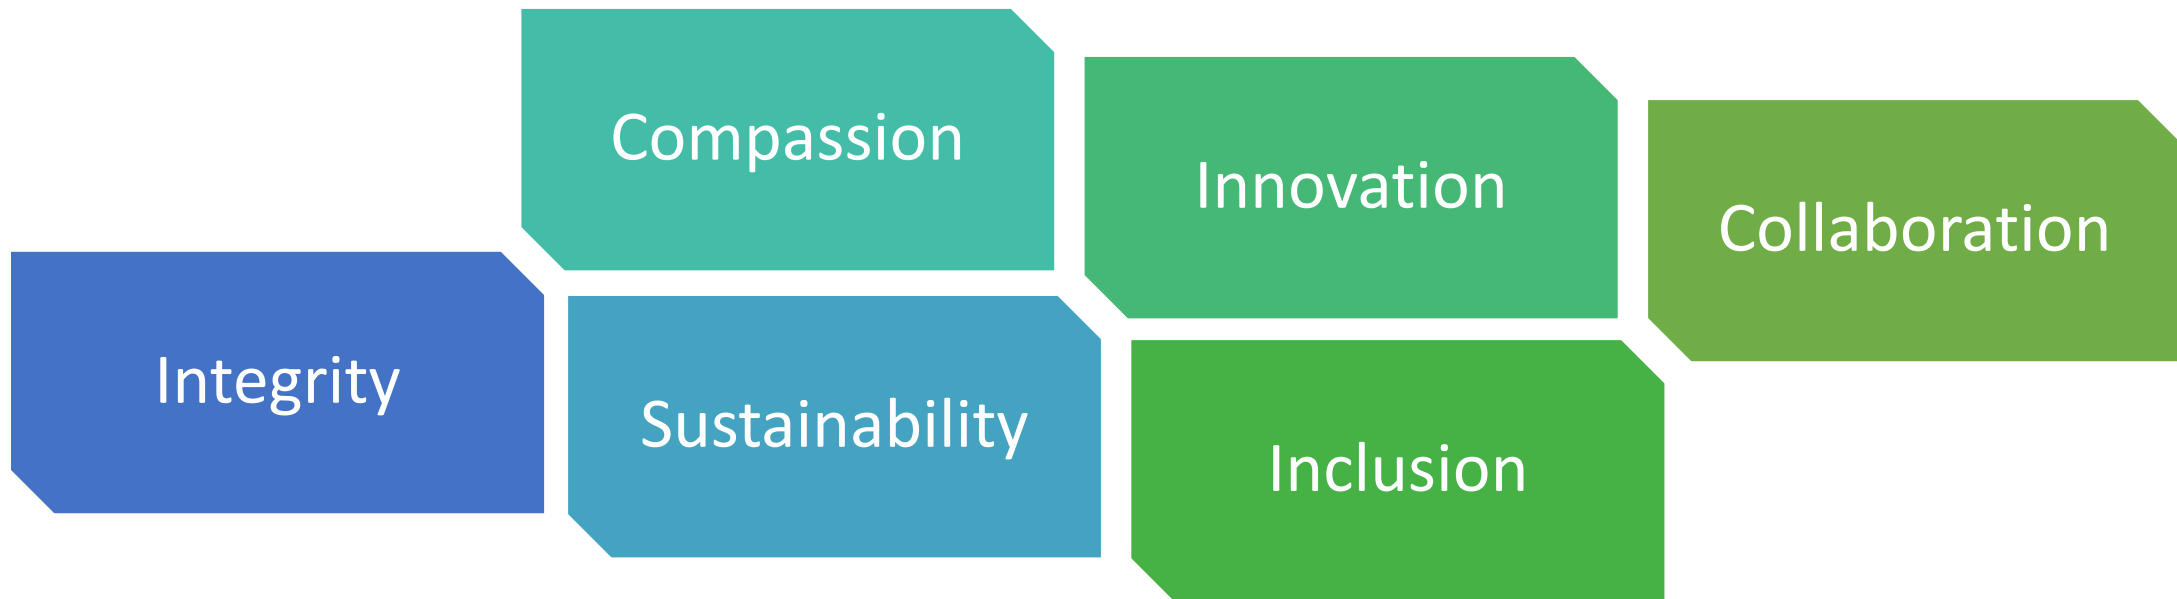 Compassion
Innovation
Collaboration
Integrity
Sustainability
Inclusion